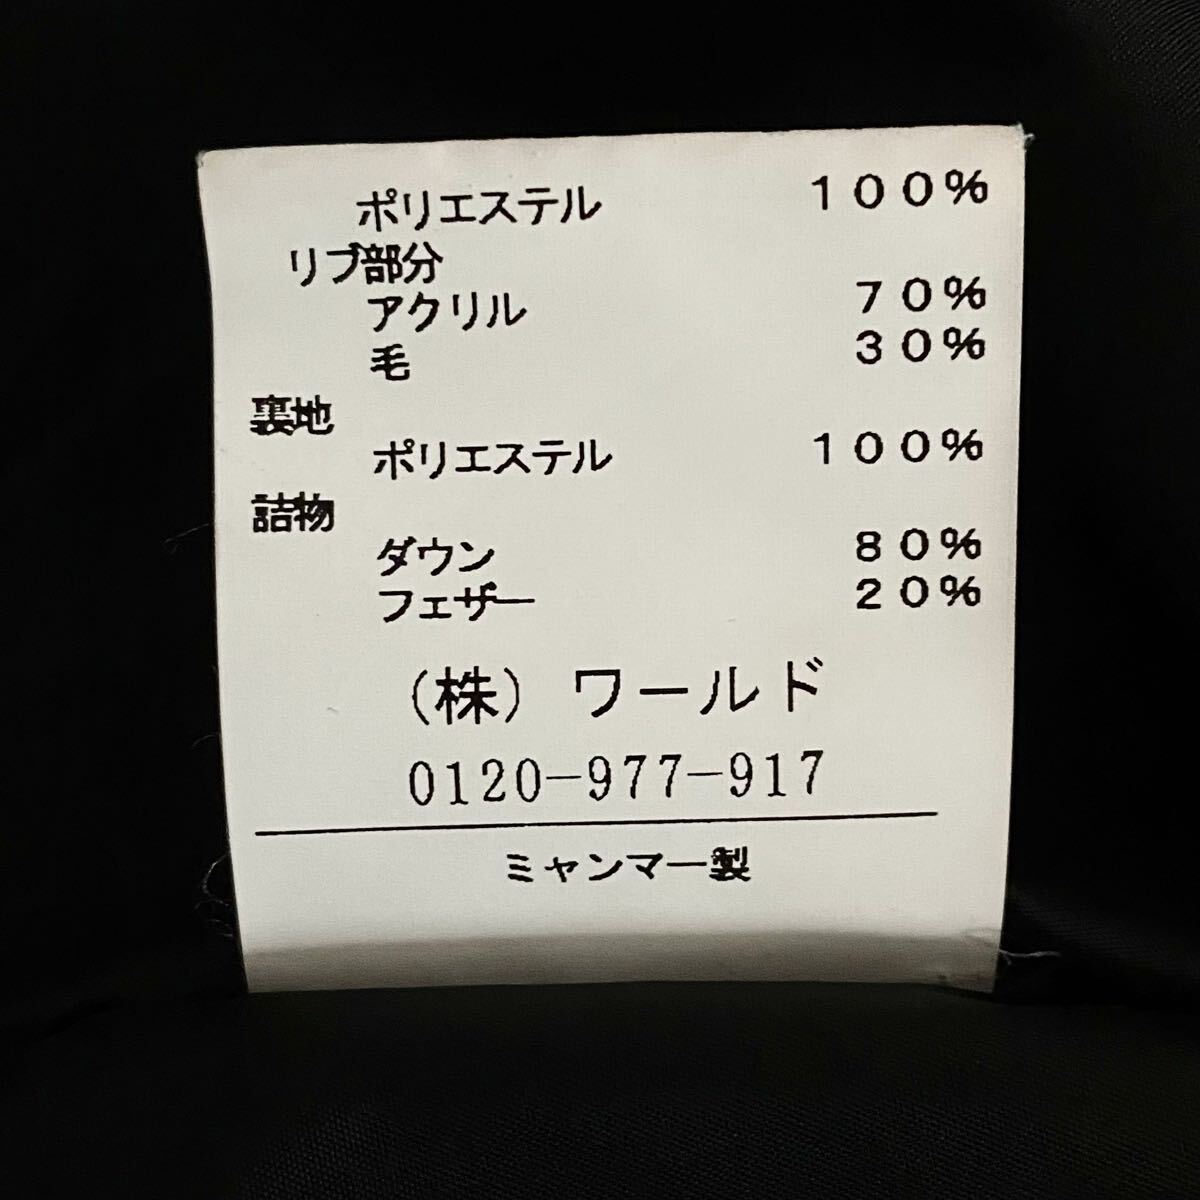 ポリエステル 100%
リブ部分
アクリル 70%
毛 30%
裏地
ポリエステル 100%
詰物
ダウン 80%
フェザー 20%
(株) ワールド
0120-977-917
ミャンマー製